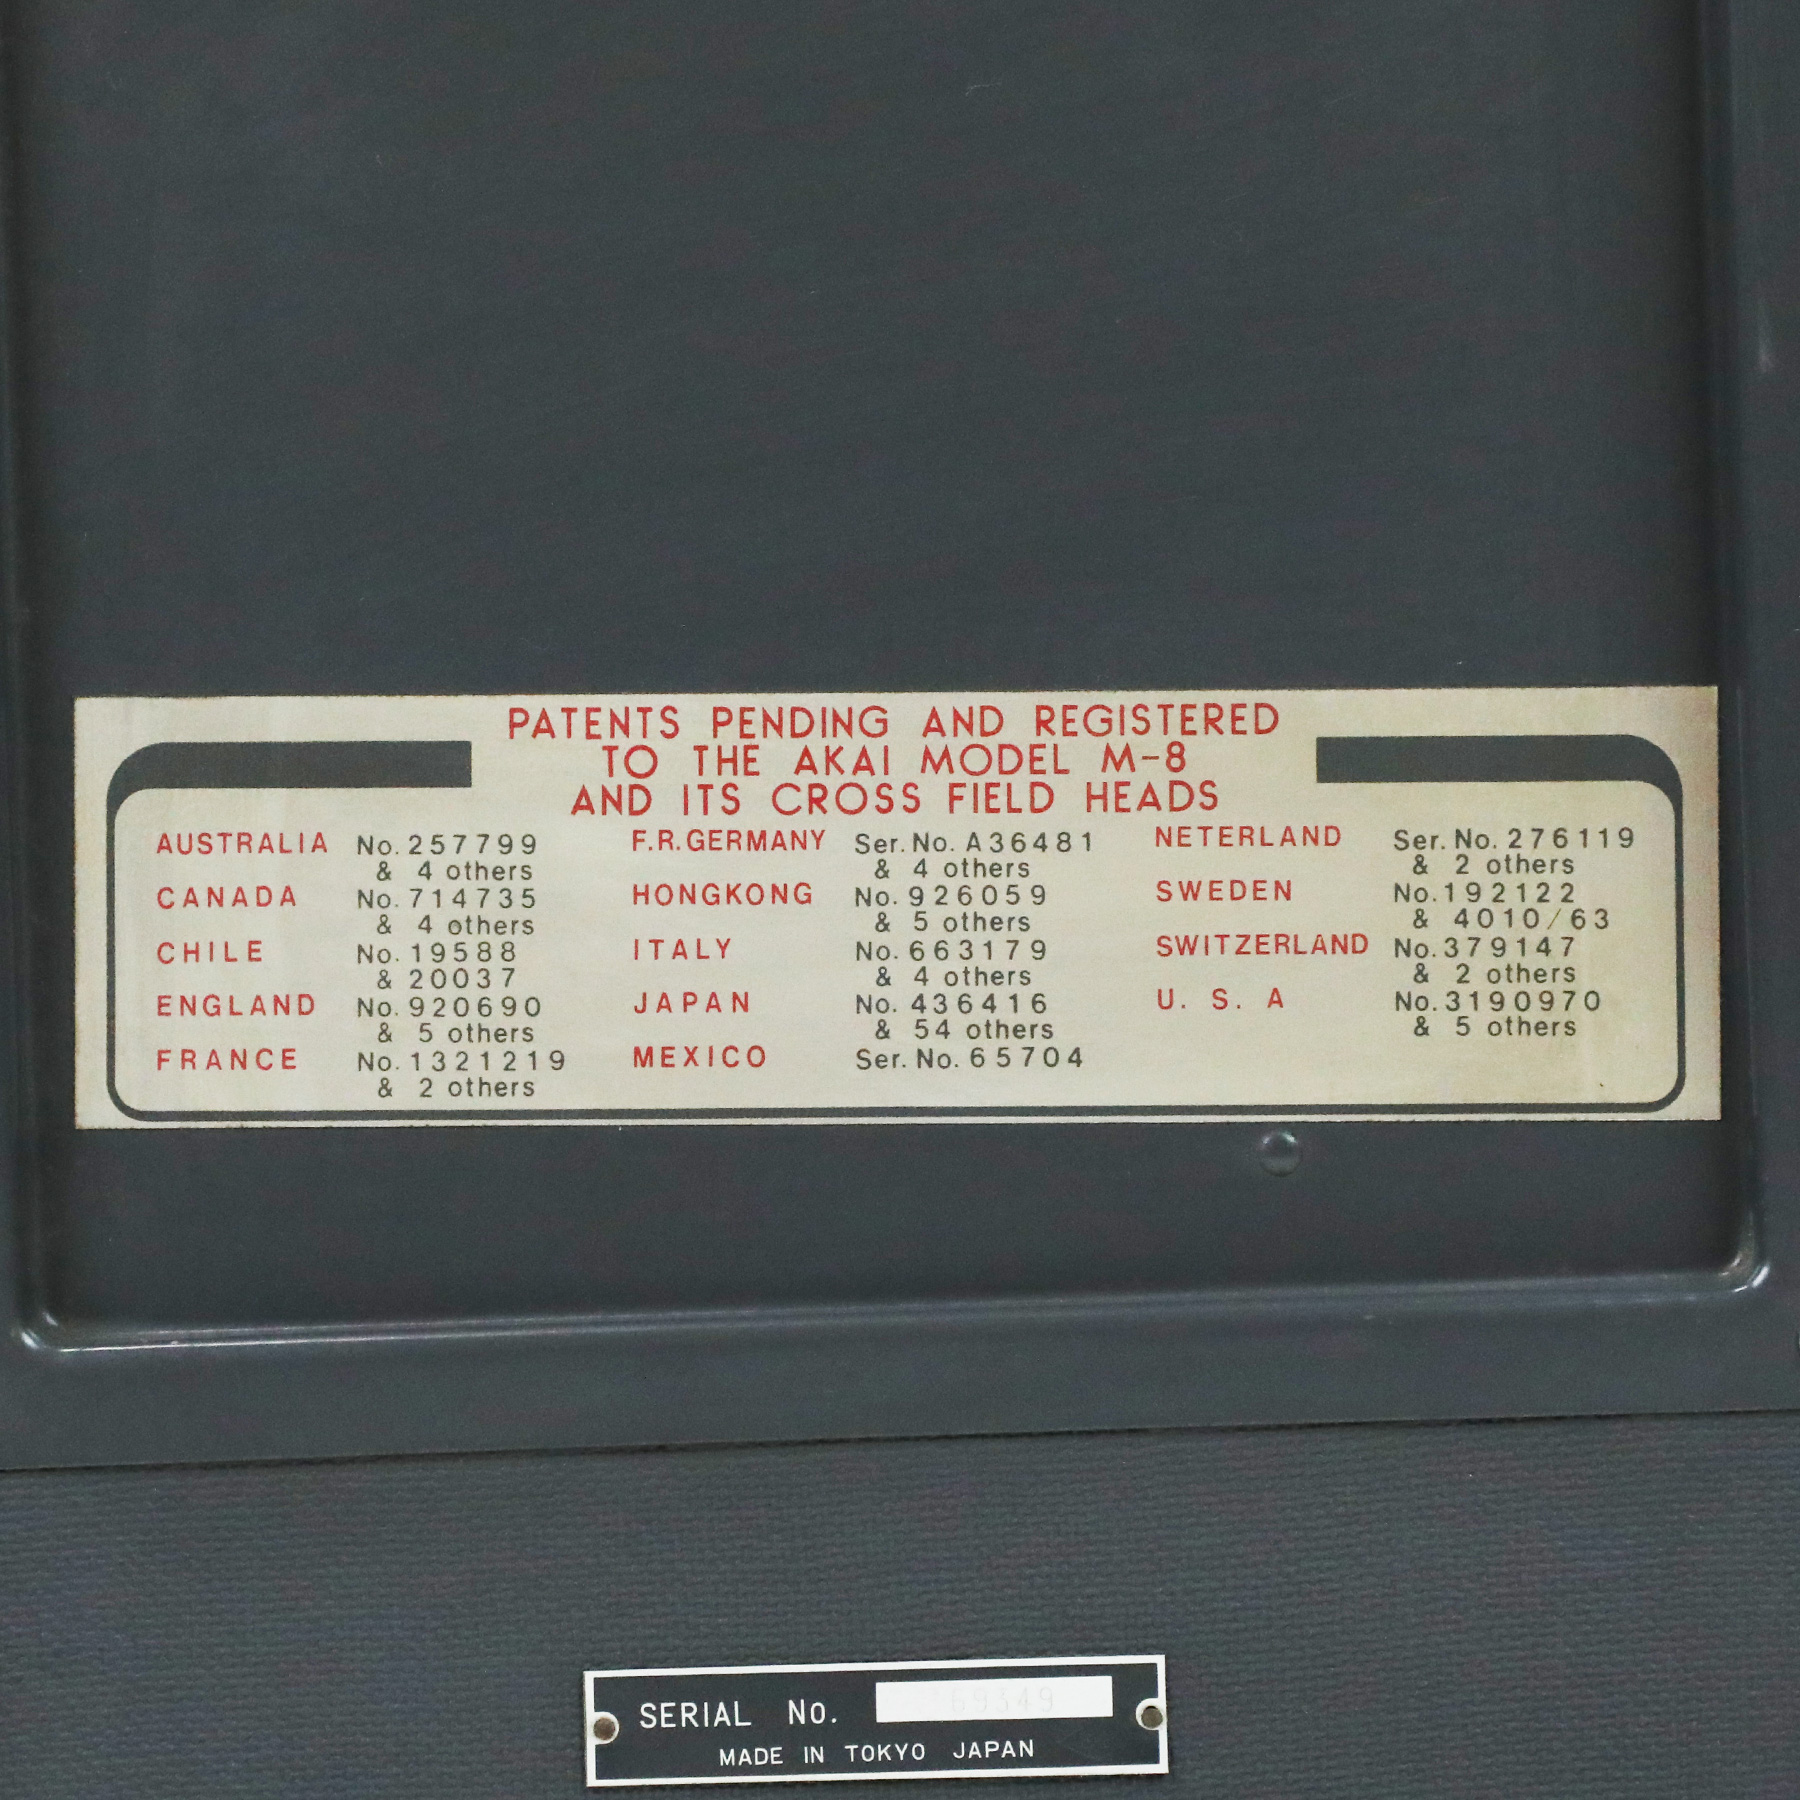 PATENTS PENDING AND REGISTERED
TO THE AKAI MODEL M-8
AND ITS CROSS FIELD HEADS
AUSTRALIA No. 257799
& 4 others
CANADA No. 714735
& 4 others
CHILE No. 19588
& 20037
ENGLAND No. 920690
& 5 others
FRANCE No. 1321219
& 2 others
F.R.GERMANY Ser. No. A36481
& 4 others
HONGKONG No. 926059
& 5 others
ITALY No. 663179
& 4 others
JAPAN No. 436416
& 54 others
MEXICO Ser. No. 65704
NETERLAND Ser. No. 276119
& 2 others
SWEDEN No. 192122
& 4010/63
SWITZERLAND No. 379147
& 2 others
U. S. A No. 3190970
& 5 others
SERIAL No.
MADE IN TOKYO JAPAN